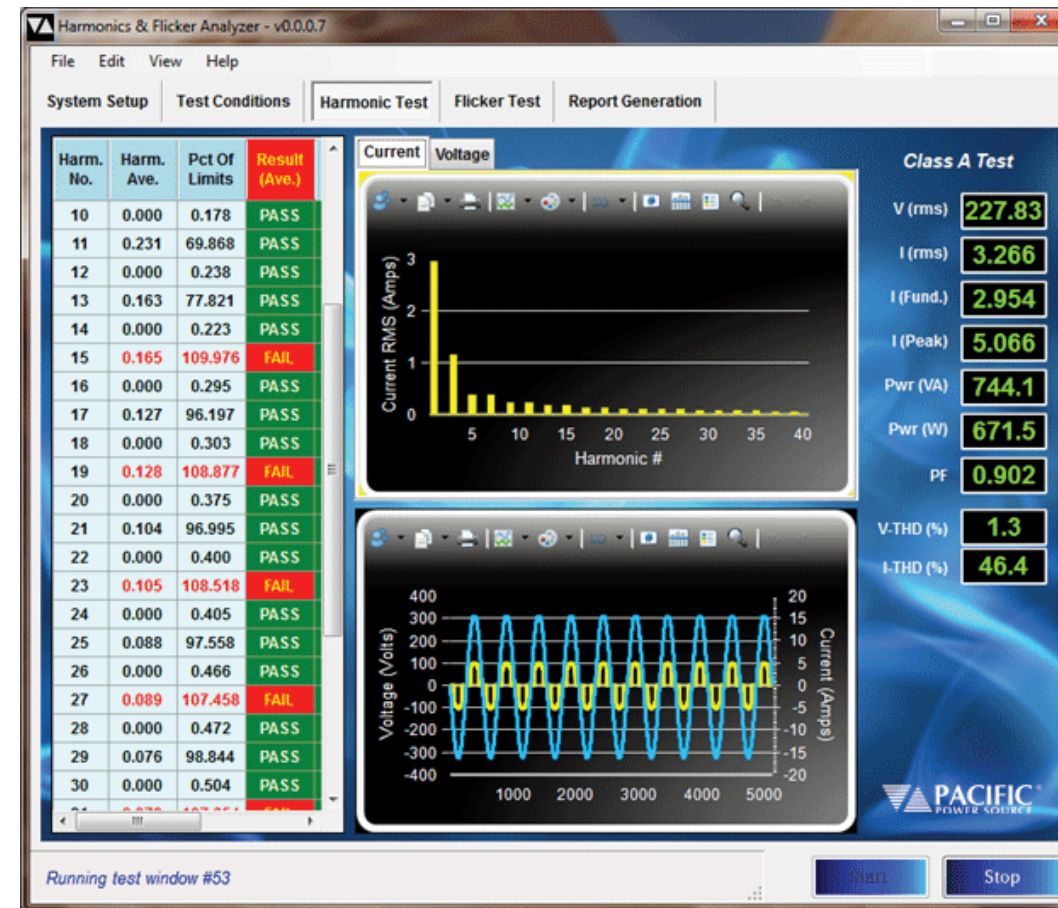 Harmonics & Flicker Analyzer - v0.0.0.7
File Edit View Help
System Setup Test Conditions Harmonic Test Flicker Test Report Generation
Harm. No. Harm. Ave. Pct Of Limits Result (Ave.)
10 0.000 0.178 PASS
11 0.231 69.868 PASS
12 0.000 0.238 PASS
13 0.163 77.821 PASS
14 0.000 0.223 PASS
15 0.165 109.976 FAIL
16 0.000 0.295 PASS
17 0.127 96.197 PASS
18 0.000 0.303 PASS
19 0.128 108.877 FAIL
20 0.000 0.375 PASS
21 0.104 96.995 PASS
22 0.000 0.400 PASS
23 0.105 108.518 FAIL
24 0.000 0.405 PASS
25 0.088 97.558 PASS
26 0.000 0.466 PASS
27 0.089 107.458 FAIL
28 0.000 0.472 PASS
29 0.076 98.844 PASS
30 0.000 0.504 PASS
Current Voltage
Current RMS (Amps)
3
2
1
0
5 10 15 20 25 30 35 40
Harmonic #
Voltage (Volts)
400
300
200
100
0
-100
-200
-300
-400
20
15
10
5
0
-5
-10
-15
-20
Current (Amps)
1000 2000 3000 4000 5000
Class A Test
V (rms) 227.83
I (rms) 3.266
I (Fund.) 2.954
I (Peak) 5.066
Pwr (VA) 744.1
Pwr (W) 671.5
PF 0.902
V-THD (%) 1.3
I-THD (%) 46.4
PACIFIC
POWER SOURCE
Running test window #53
Start Stop